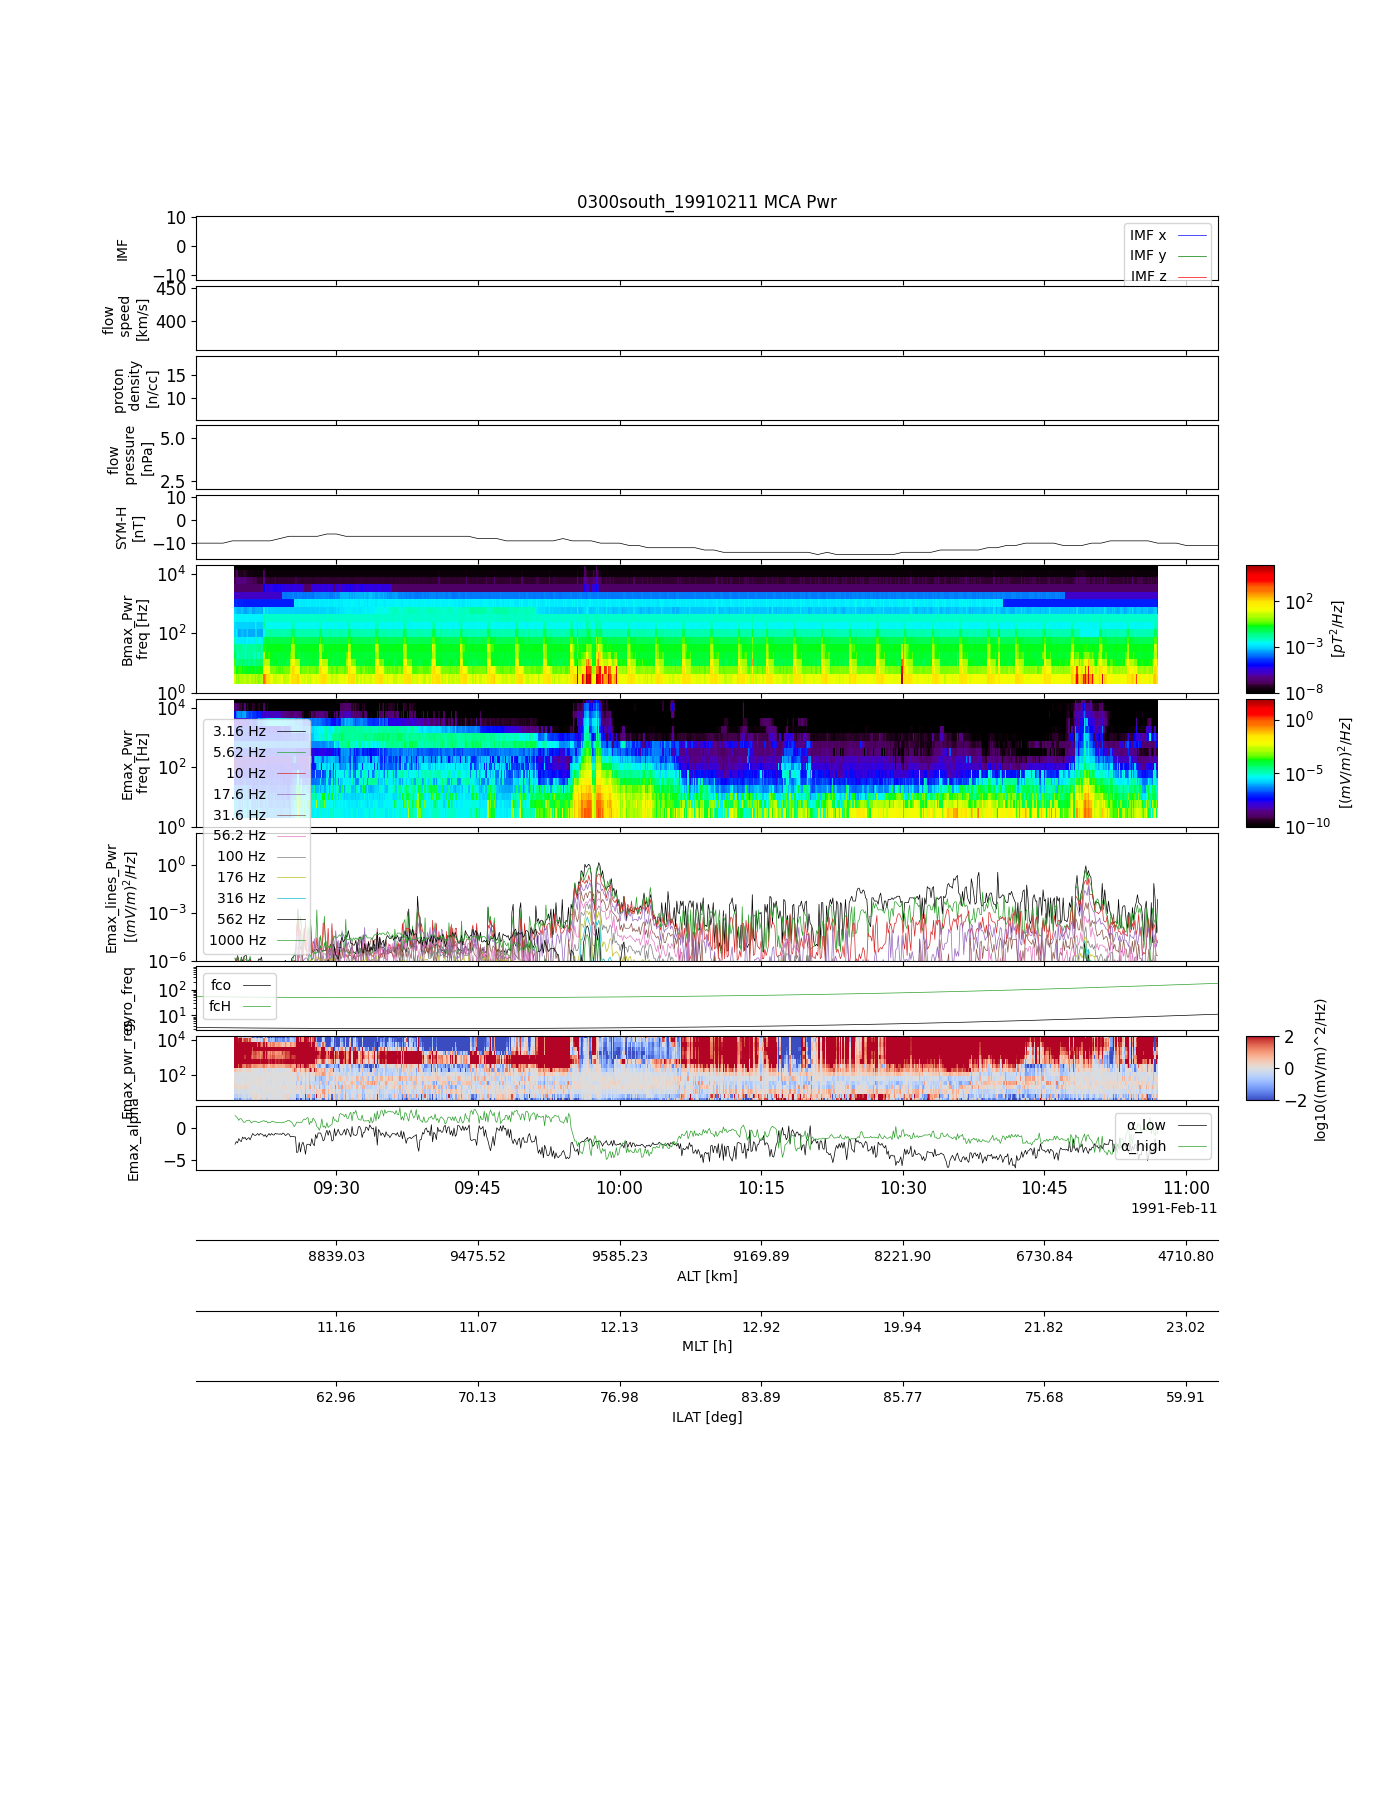 0300south_19910211 MCA Pwr
10
0
−10
IMF
IMF x
IMF y
IMF z
450
400
flow
speed
[km/s]
15
10
proton
density
[n/cc]
5.0
2.5
flow
pressure
[nPa]
10
0
−10
SYM-H
[nT]
10^4
10^2
10^0
Bmax_Pwr
freq [Hz]
10^2
10^-3
10^-8
[pT^2/Hz]
10^4
10^2
10^0
Emax_Pwr
freq [Hz]
10^0
10^-5
10^-10
[(mV/m)^2/Hz]
3.16 Hz
5.62 Hz
10 Hz
17.6 Hz
31.6 Hz
56.2 Hz
100 Hz
176 Hz
316 Hz
562 Hz
1000 Hz
10^0
10^-3
10^-6
Emax_lines_Pwr
[(mV/m)^2/Hz]
10^2
10^1
gyro_freq
fco
fcH
10^4
10^2
Emax_pwr_res
2
0
−2
log10((mV/m)^2/Hz)
0
−5
Emax_alpha
α_low
α_high
09:30 09:45 10:00 10:15 10:30 10:45 11:00
1991-Feb-11
8839.03 9475.52 9585.23 9169.89 8221.90 6730.84 4710.80
ALT [km]
11.16 11.07 12.13 12.92 19.94 21.82 23.02
MLT [h]
62.96 70.13 76.98 83.89 85.77 75.68 59.91
ILAT [deg]